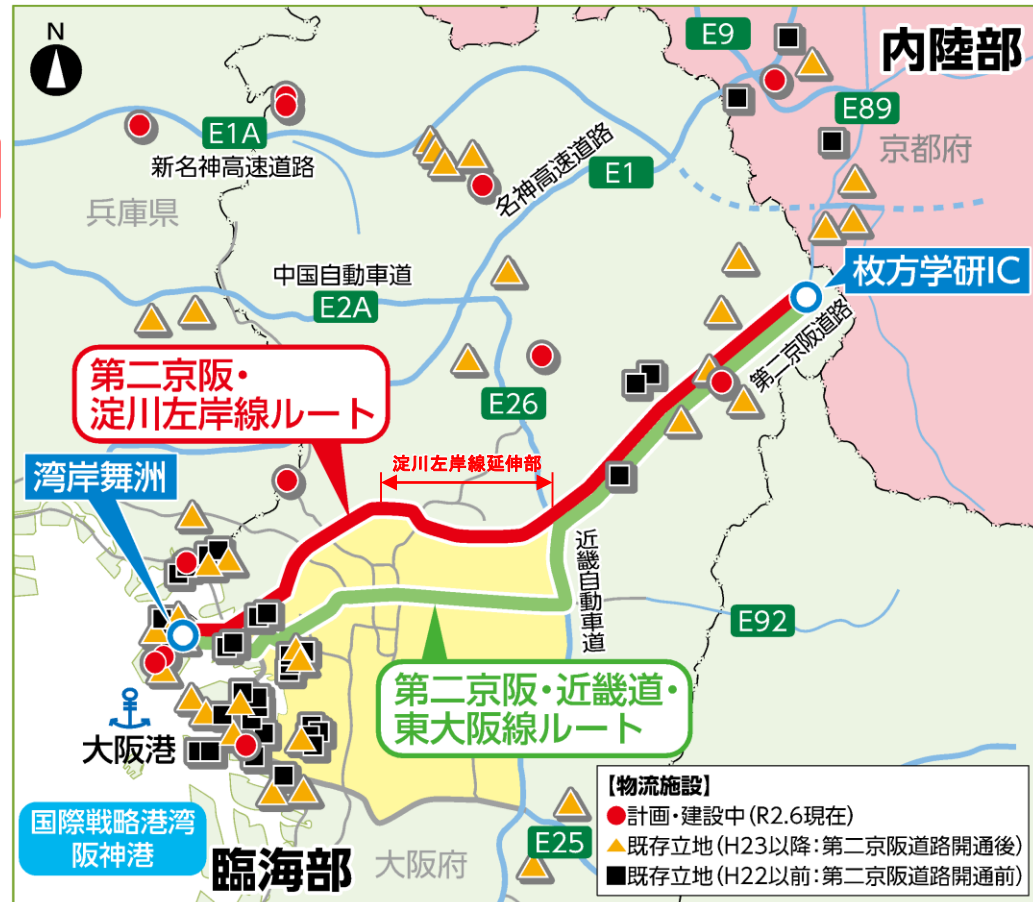 N
E9
内陸部
E1A
新名神高速道路
E89
京都府
名神高速道路
E1
兵庫県
中国自動車道
E2A
枚方学研IC
第二京阪道路
第二京阪・
淀川左岸線ルート
E26
淀川左岸線延伸部
湾岸舞洲
近畿自動車道
E92
第二京阪・近畿道・
東大阪線ルート
大阪港
国際戦略港湾
阪神港
臨海部
大阪府
E25
【物流施設】
●計画・建設中(R2.6現在)
▲既存立地(H23以降:第二京阪道路開通後)
■既存立地(H22以前:第二京阪道路開通前)